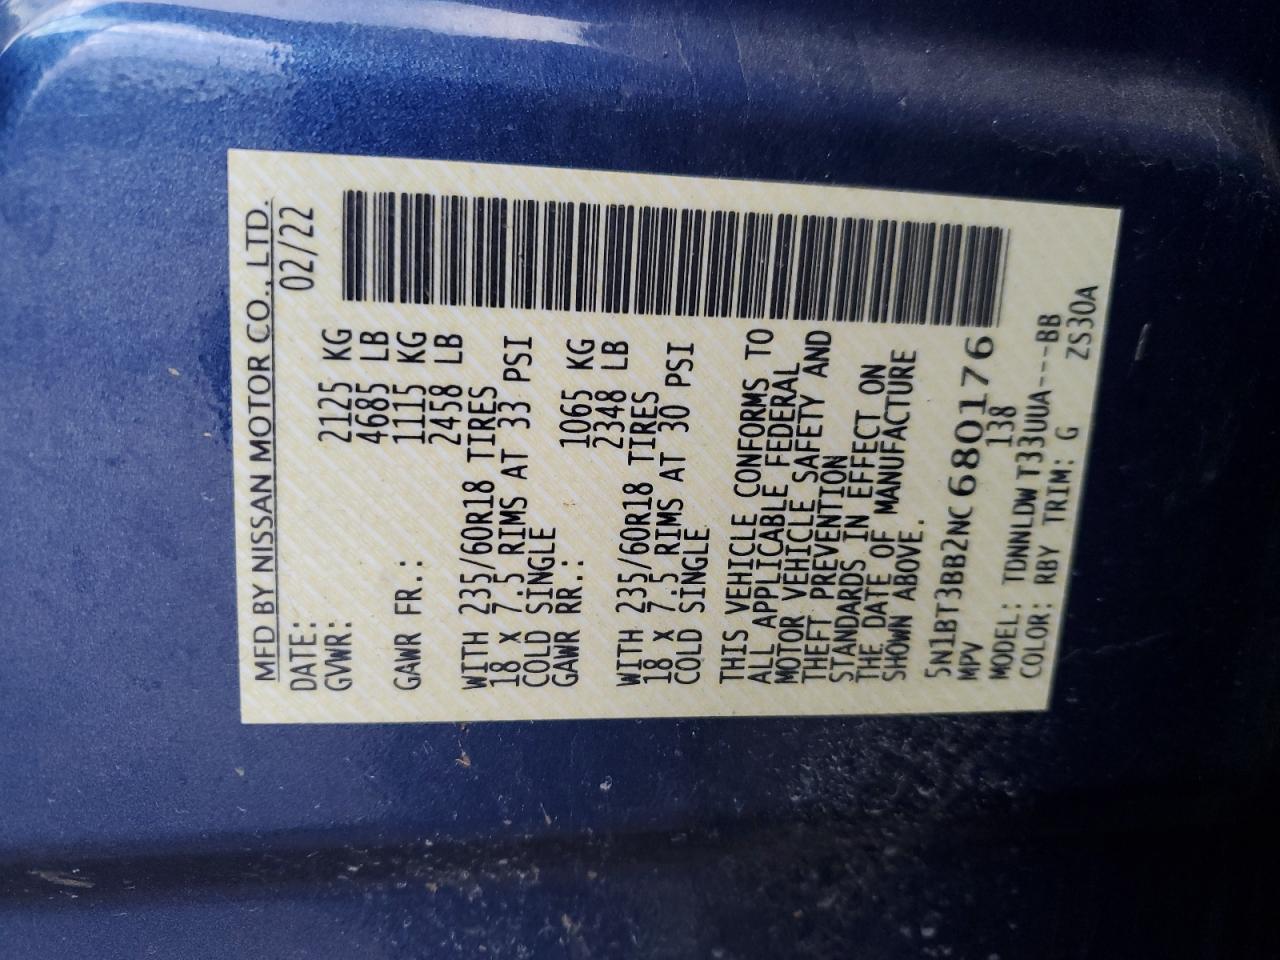 MFD BY NISSAN MOTOR CO., LTD.
DATE: 02/22
GVWR: 2125 KG
4685 LB
GAWR FR.: 1115 KG
2458 LB
WITH 235/60R18 TIRES
18 X 7.5 RIMS AT 33 PSI
COLD SINGLE
GAWR RR.: 1065 KG
2348 LB
WITH 235/60R18 TIRES
18 X 7.5 RIMS AT 30 PSI
COLD SINGLE
THIS VEHICLE CONFORMS TO
ALL APPLICABLE FEDERAL
MOTOR VEHICLE SAFETY AND
THEFT PREVENTION
STANDARDS IN EFFECT ON
THE DATE OF MANUFACTURE
SHOWN ABOVE.
5N1BT3BB2NC680176
MPV 138
MODEL: TDNNLDW T33UUA---BB
COLOR: RBY TRIM: G ZS30A